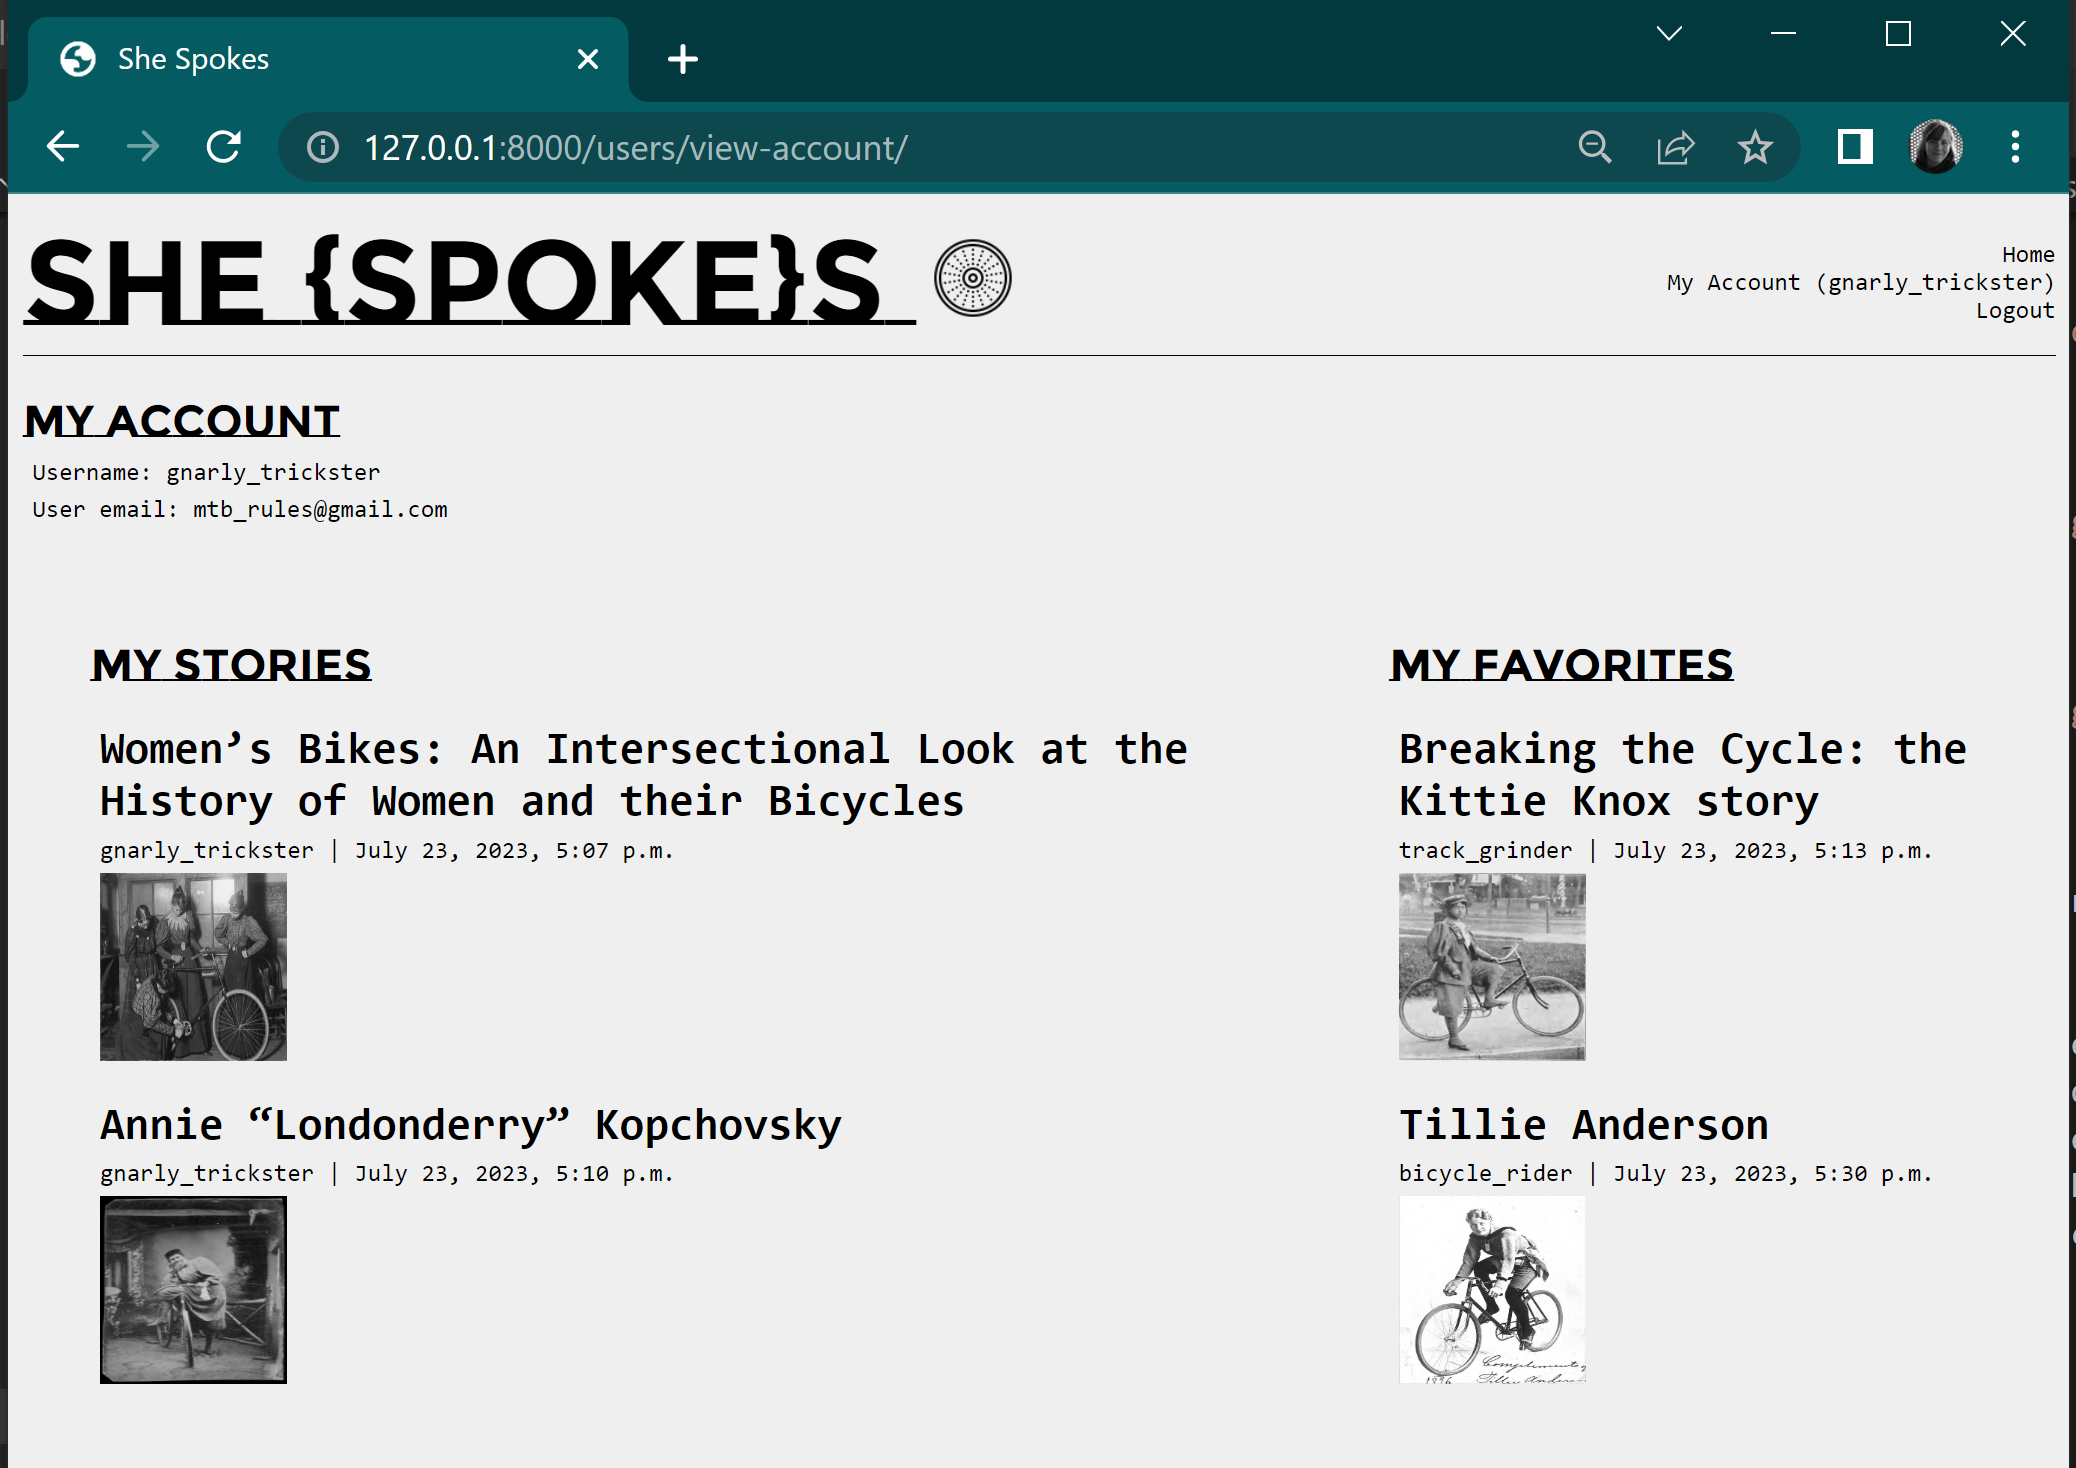 She Spokes
127.0.0.1:8000/users/view-account/
SHE {SPOKE}S
Home
My Account (gnarly_trickster)
Logout
MY ACCOUNT
Username: gnarly_trickster
User email: mtb_rules@gmail.com
MY STORIES
Women’s Bikes: An Intersectional Look at the
History of Women and their Bicycles
gnarly_trickster | July 23, 2023, 5:07 p.m.
Annie “Londonderry” Kopchovsky
gnarly_trickster | July 23, 2023, 5:10 p.m.
MY FAVORITES
Breaking the Cycle: the
Kittie Knox story
track_grinder | July 23, 2023, 5:13 p.m.
Tillie Anderson
bicycle_rider | July 23, 2023, 5:30 p.m.
Compliments
1896 Tillie Anderson